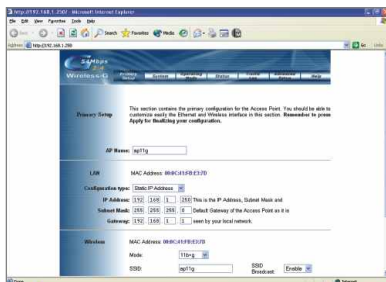 http://192.168.1.250/ - Microsoft Internet Explorer
File Edit View Favorites Tools Help
Back Search Favorites Media
Address http://192.168.1.250 Go Links
54Mbps
Wireless-G
Primary Setup System Status Help
Primary Setup
This section contains the primary configuration for the Access Point. You should be able to
customize easily the Ethernet and Wireless interface in this section. Remember to press
Apply for finalizing your configuration.
AP Name: ap11g
LAN MAC Address:
Configuration type: Static IP Address
IP Address: 192 168 1 250 This is the IP Address, Subnet Mask and
Subnet Mask: 255 255 255 0 Default Gateway of the Access Point as it is
Gateway: 192 168 1 1 seen by your local network.
Wireless MAC Address:
Mode: 11b+g
SSID: ap11g SSID Broadcast: Enable
Internet